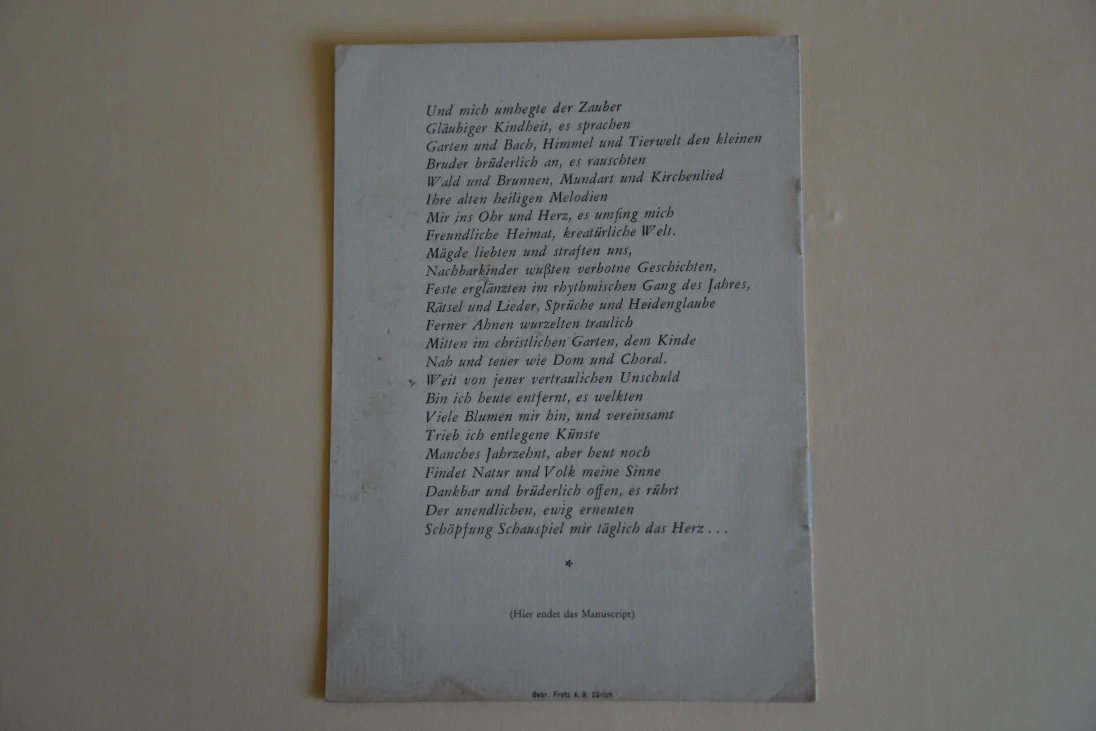 Und mich umhegte der Zauber
Gläubiger Kindheit, es sprachen
Garten und Bach, Himmel und Tierwelt den kleinen
Bruder brüderlich an, es rauschten
Wald und Brunnen, Mundart und Kirchenlied
Ihre alten heiligen Melodien
Mir ins Ohr und Herz, es umfing mich
Freundliche Heimat, kreatürliche Welt.
Mägde liebten und straften uns,
Nachbarkinder wußten verbotne Geschichten,
Feste erglänzten im rhythmischen Gang des Jahres,
Rätsel und Lieder, Sprüche und Heidenglaube
Ferner Ahnen wurzelten traulich
Mitten im christlichen Garten, dem Kinde
Nah und teuer wie Dom und Choral.
Weit von jener vertraulichen Unschuld
Bin ich heute entfernt, es welkten
Viele Blumen mir hin, und vereinsamt
Trieb ich entlegene Künste
Manches Jahrzehnt, aber heut noch
Findet Natur und Volk meine Sinne
Dankbar und brüderlich offen, es rührt
Der unendlichen, ewig erneuten
Schöpfung Schauspiel mir täglich das Herz . . .
*
(Hier endet das Manuscript)
Gebr. Fretz A.G. Zürich